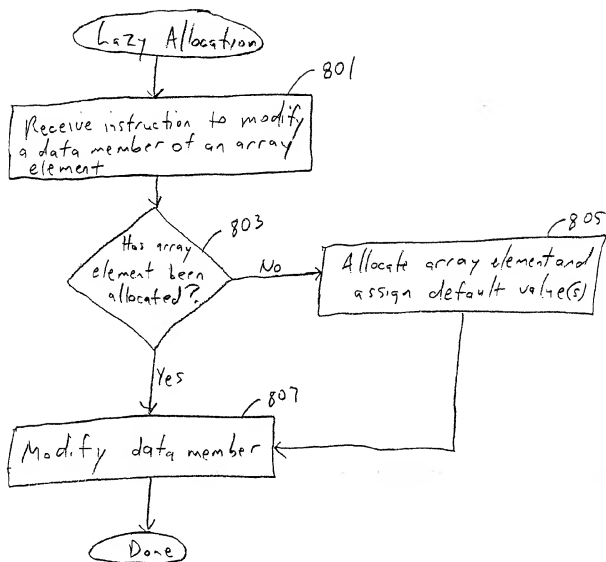 Lazy Allocation
801
Receive instruction to modify
a data member of an array
element
803
Has array
element been
allocated?
No
805
Allocate array element and
assign default value(s)
Yes
807
Modify data member
Done